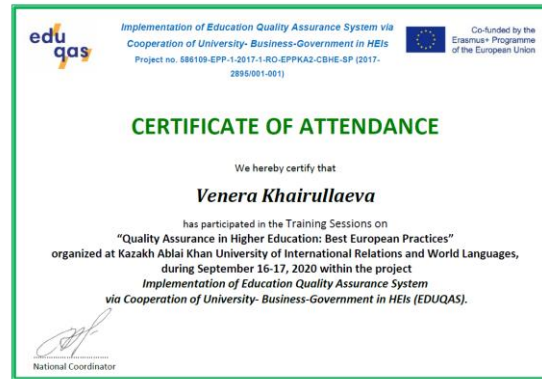 edu
qas
Implementation of Education Quality Assurance System via
Cooperation of University- Business-Government in HEIs
Project no. 586109-EPP-1-2017-1-RO-EPPKA2-CBHE-SP (2017-
2895/001-001)
Co-funded by the
Erasmus+ Programme
of the European Union
CERTIFICATE OF ATTENDANCE
We hereby certify that
Venera Khairullaeva
has participated in the Training Sessions on
“Quality Assurance in Higher Education: Best European Practices”
organized at Kazakh Ablai Khan University of International Relations and World Languages,
during September 16-17, 2020 within the project
Implementation of Education Quality Assurance System
via Cooperation of University- Business-Government in HEIs (EDUQAS).
National Coordinator